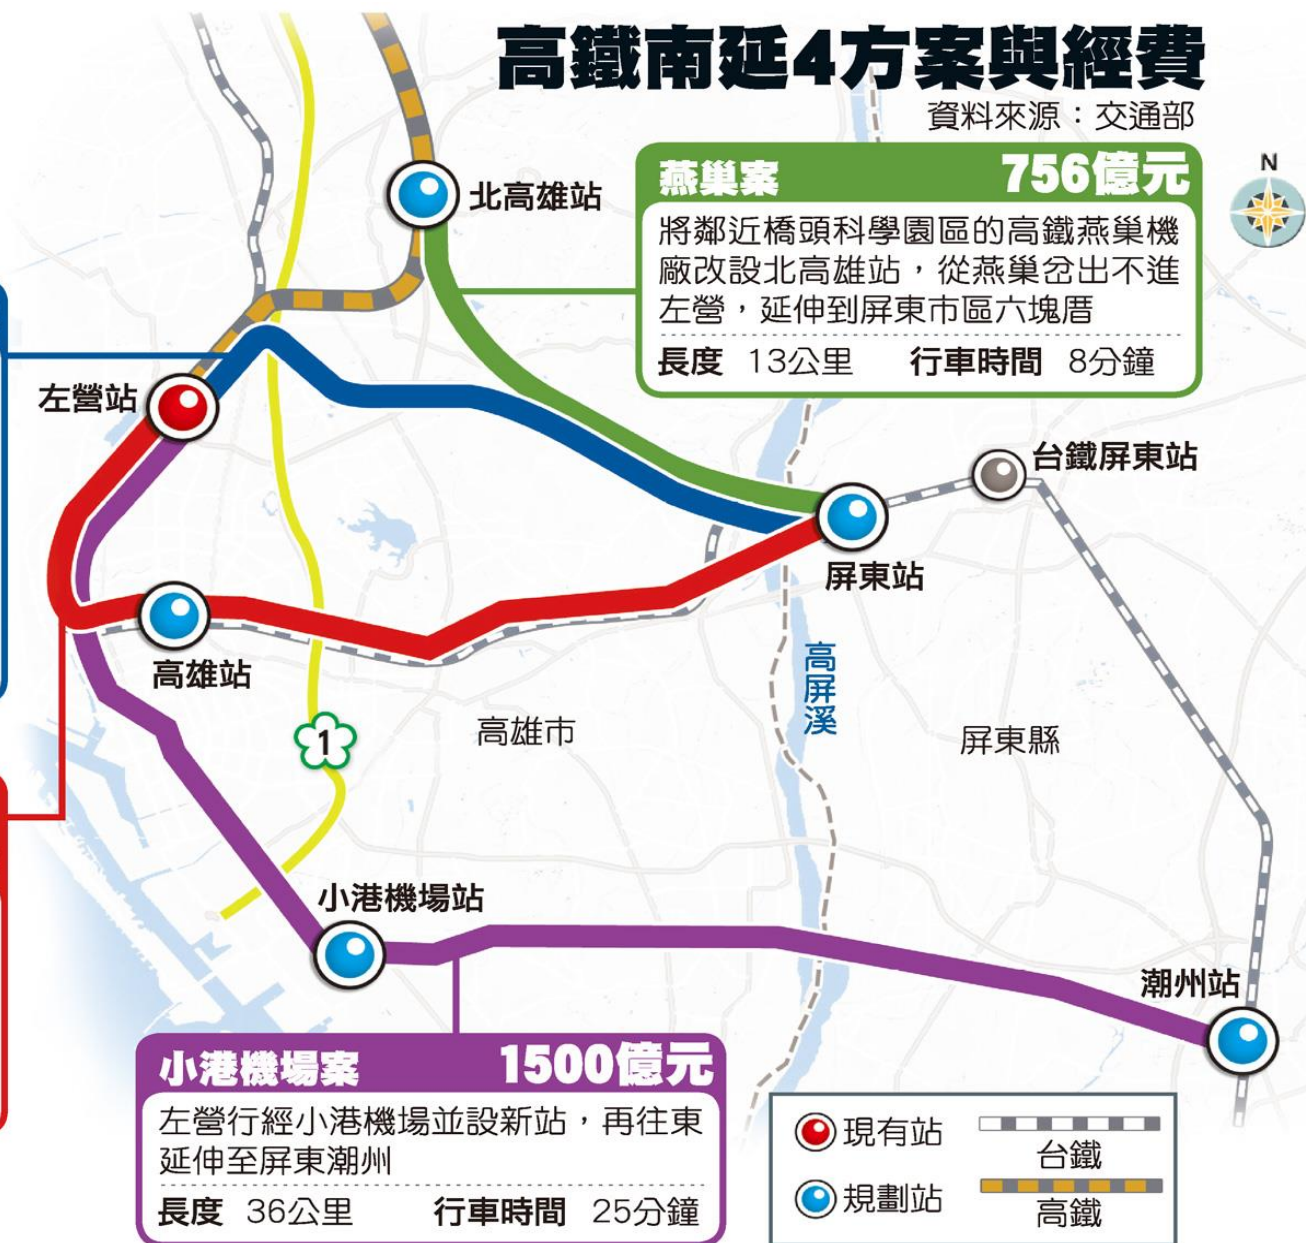 高鐵南延4方案與經費
資料來源：交通部
N
北高雄站
燕巢案 756億元
將鄰近橋頭科學園區的高鐵燕巢機
廠改設北高雄站，從燕巢岔出不進
左營，延伸到屏東市區六塊厝
長度 13公里 行車時間 8分鐘
左營站
台鐵屏東站
屏東站
高雄站
高屏溪
1
高雄市
屏東縣
小港機場站
潮州站
小港機場案 1500億元
左營行經小港機場並設新站，再往東
延伸至屏東潮州
長度 36公里 行車時間 25分鐘
現有站
台鐵
規劃站
高鐵